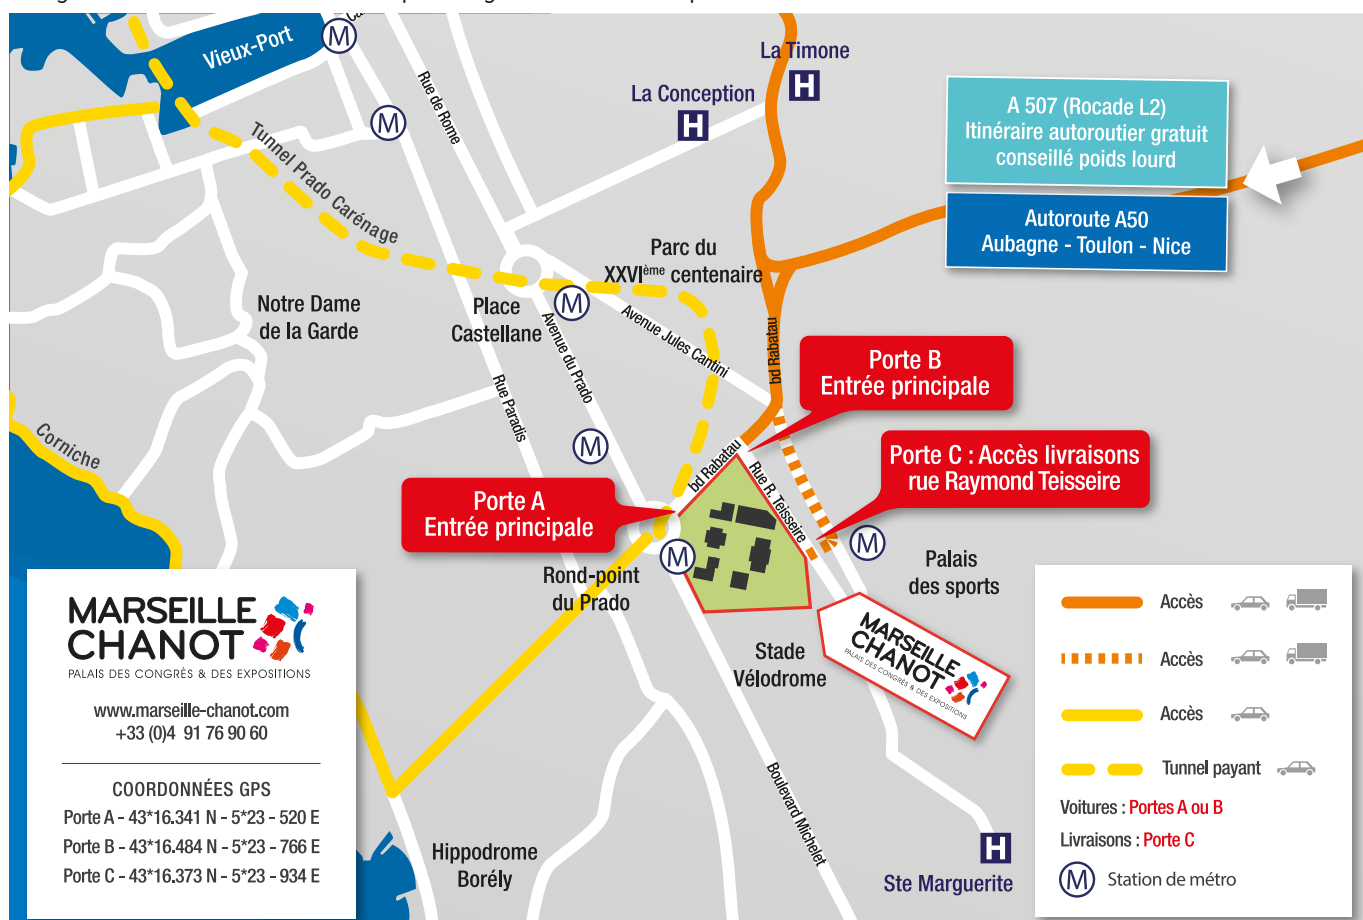 Vieux-Port
M
La Timone
H
Rue de Rome
La Conception
H
M
A 507 (Rocade L2)
Itinéraire autoroutier gratuit
conseillé poids lourd
Tunnel Prado Carénage
Autoroute A50
Aubagne - Toulon - Nice
Parc du
XXVIème centenaire
Notre Dame
de la Garde
Place
Castellane
M
Avenue du Prado
Avenue Jules Cantini
bd Rabatau
Porte B
Entrée principale
Rue Paradis
Corniche
M
bd Rabatau
Rue R. Teisseire
Porte C : Accès livraisons
rue Raymond Teisseire
Porte A
Entrée principale
M
M
Rond-point
du Prado
Palais
des sports
Stade
Vélodrome
MARSEILLE
CHANOT
PALAIS DES CONGRÈS & DES EXPOSITIONS
Boulevard Michelet
Hippodrome
Borély
H
Ste Marguerite
MARSEILLE
CHANOT
PALAIS DES CONGRÈS & DES EXPOSITIONS
www.marseille-chanot.com
+33 (0)4 91 76 90 60
COORDONNÉES GPS
Porte A - 43*16.341 N - 5*23 - 520 E
Porte B - 43*16.484 N - 5*23 - 766 E
Porte C - 43*16.373 N - 5*23 - 934 E
Accès
Accès
Accès
Tunnel payant
Voitures : Portes A ou B
Livraisons : Porte C
M Station de métro